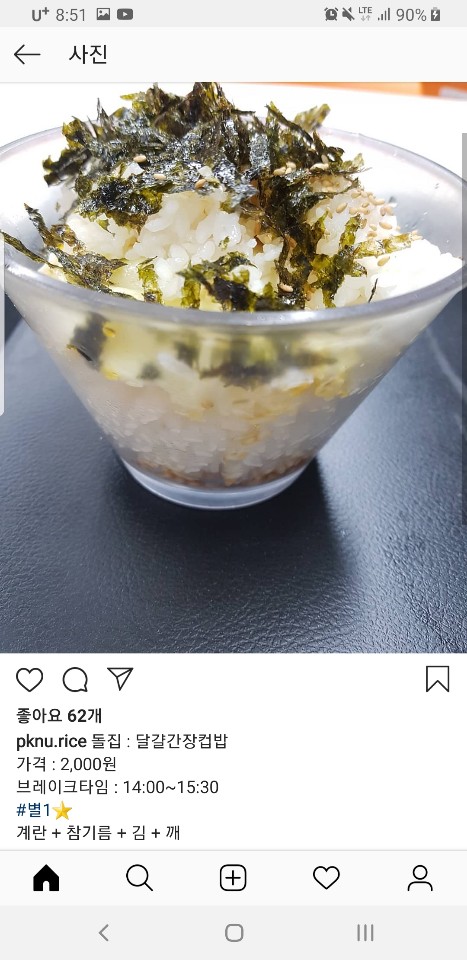 U+ 8:51 LTE 90%
사진
좋아요 62개
pknu.rice 돌집 : 달걀간장컵밥
가격 : 2,000원
브레이크타임 : 14:00~15:30
#별1⭐
계란 + 참기름 + 김 + 깨